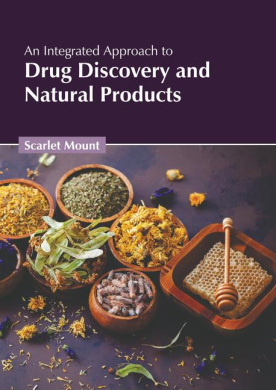 An Integrated Approach to
Drug Discovery and
Natural Products
Scarlet Mount